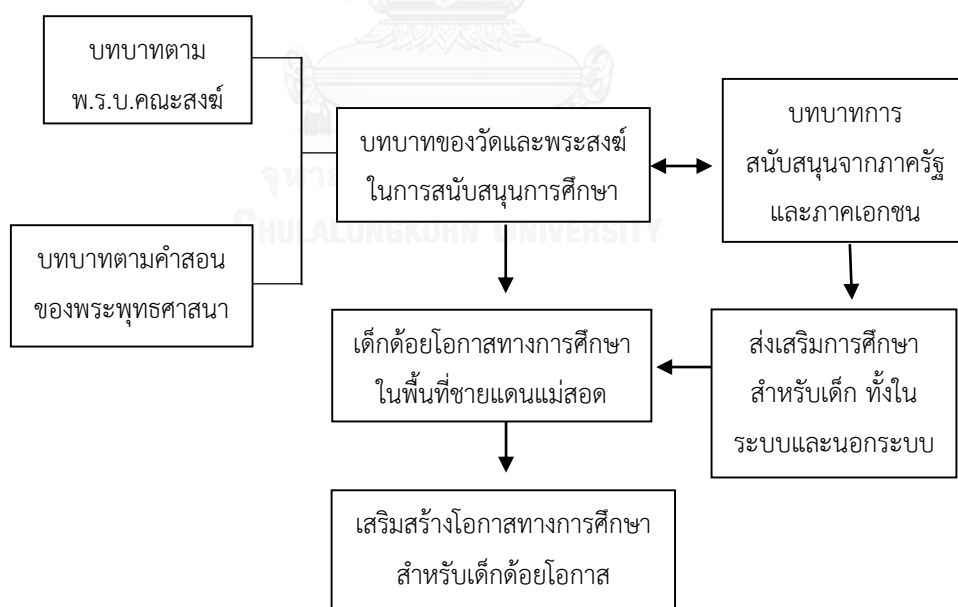 บทบาทตาม
พ.ร.บ.คณะสงฆ์
บทบาทของวัดและพระสงฆ์
ในการสนับสนุนการศึกษา
บทบาทการ
สนับสนุนจากภาครัฐ
และภาคเอกชน
CHULALONGKORN UNIVERSITY
บทบาทตามคำสอน
ของพระพุทธศาสนา
เด็กด้อยโอกาสทางการศึกษา
ในพื้นที่ชายแดนแม่สอด
ส่งเสริมการศึกษา
สำหรับเด็ก ทั้งใน
ระบบและนอกระบบ
เสริมสร้างโอกาสทางการศึกษา
สำหรับเด็กด้อยโอกาส